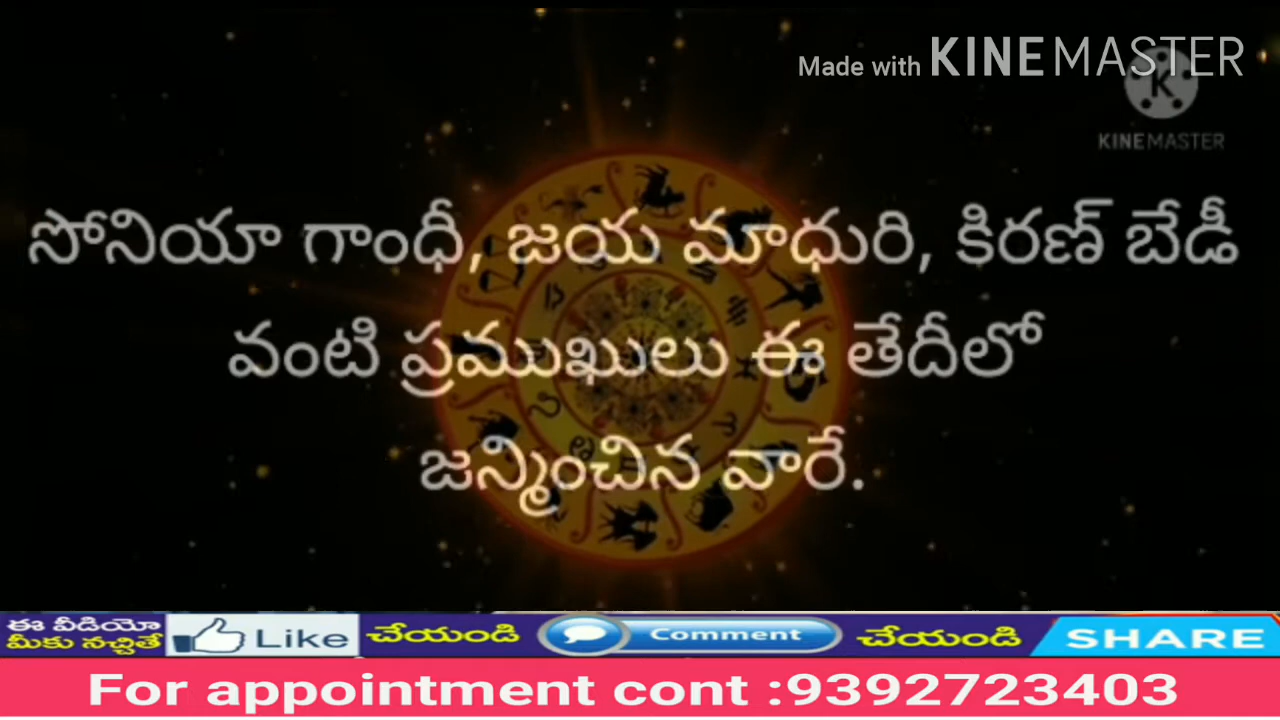 Made with KINEMASTER
KINEMASTER
సోనియా గాంధీ, జయ మాధురి, కిరణ్ బేడీ
వంటి ప్రముఖులు ఈ తేదీలో
జన్మించిన వారే.
ఈ వీడియో
మీకు నచ్చితే Like చేయండి Comment చేయండి SHARE
For appointment cont :9392723403